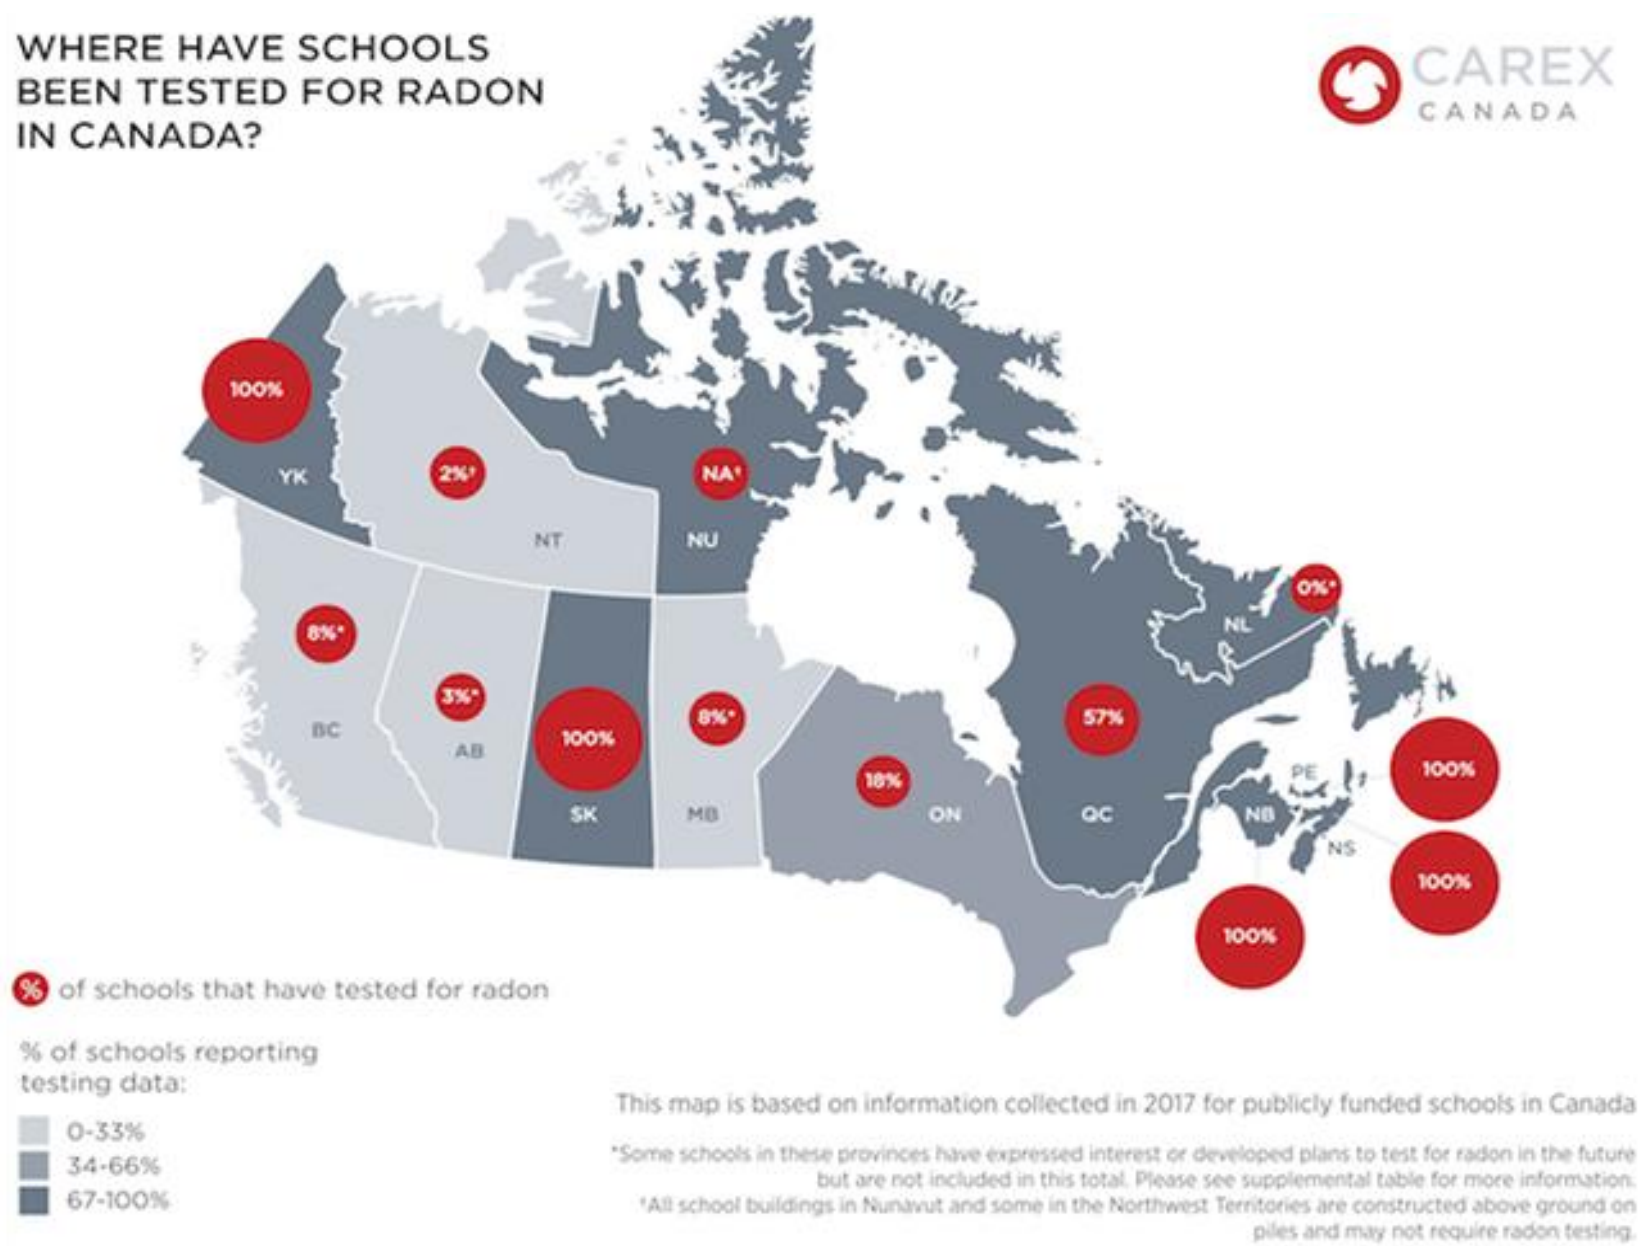 WHERE HAVE SCHOOLS
BEEN TESTED FOR RADON
IN CANADA?
CAREX
CANADA
100%
YK
2%†
NT
NA†
NU
0%*
NL
8%*
BC
3%*
AB
100%
SK
8%*
MB
18%
ON
57%
QC
PE
100%
NB
NS
100%
100%
% of schools that have tested for radon
% of schools reporting
testing data:
0-33%
34-66%
67-100%
This map is based on information collected in 2017 for publicly funded schools in Canada
*Some schools in these provinces have expressed interest or developed plans to test for radon in the future
but are not included in this total. Please see supplemental table for more information.
†All school buildings in Nunavut and some in the Northwest Territories are constructed above ground on
piles and may not require radon testing.